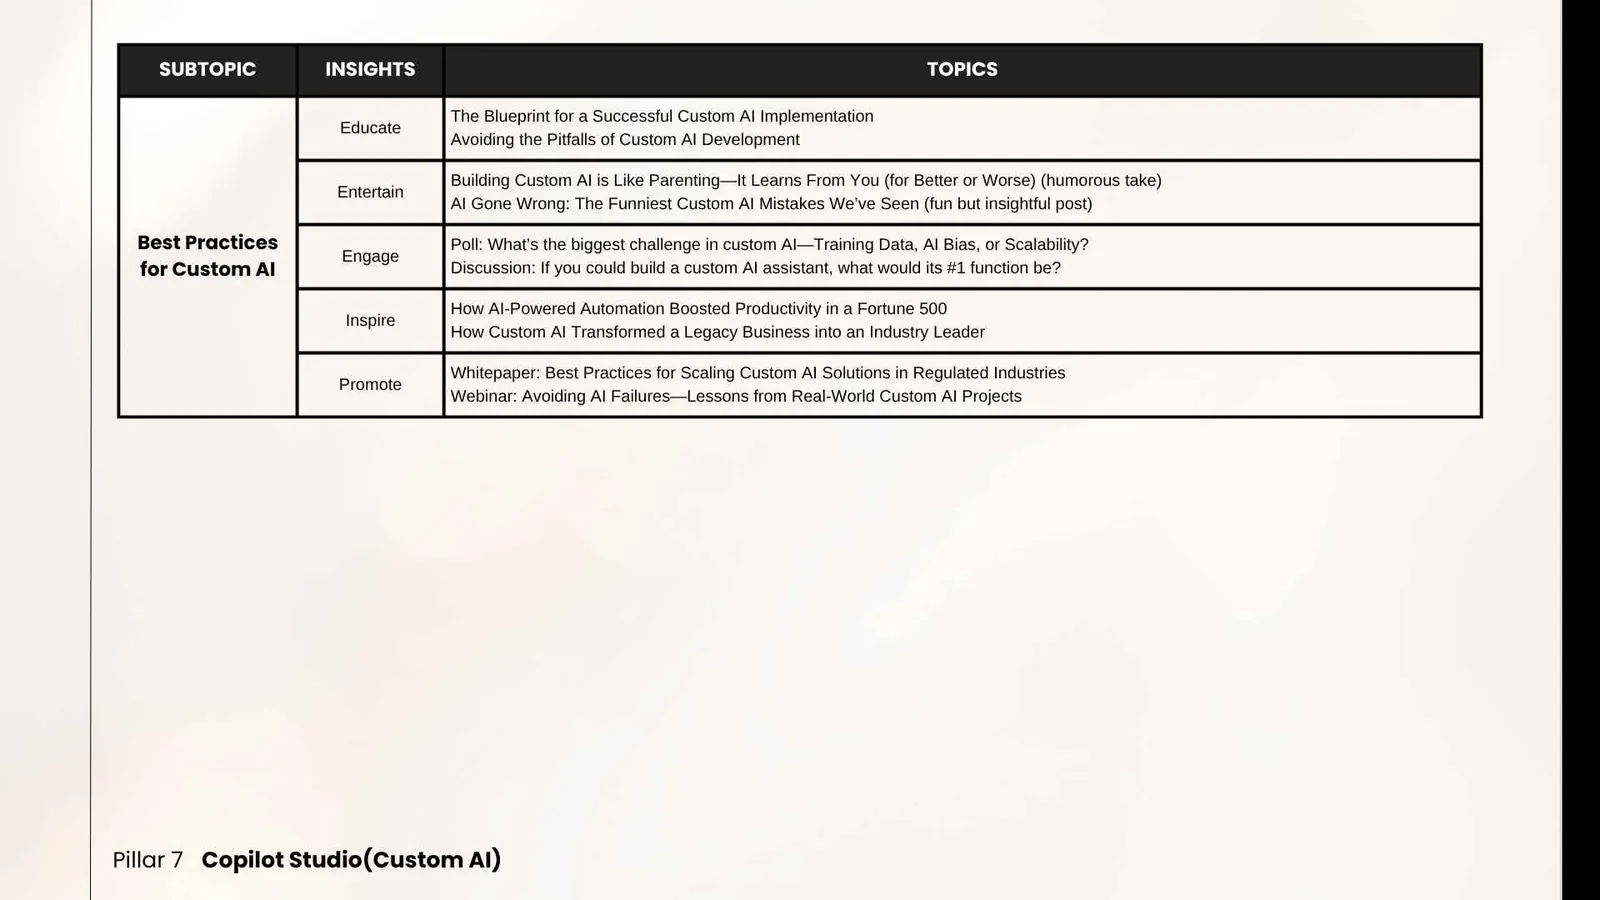 SUBTOPIC INSIGHTS TOPICS
Best Practices
for Custom AI
Educate
The Blueprint for a Successful Custom AI Implementation
Avoiding the Pitfalls of Custom AI Development
Entertain
Building Custom AI is Like Parenting—It Learns From You (for Better or Worse) (humorous take)
AI Gone Wrong: The Funniest Custom AI Mistakes We’ve Seen (fun but insightful post)
Engage
Poll: What’s the biggest challenge in custom AI—Training Data, AI Bias, or Scalability?
Discussion: If you could build a custom AI assistant, what would its #1 function be?
Inspire
How AI-Powered Automation Boosted Productivity in a Fortune 500
How Custom AI Transformed a Legacy Business into an Industry Leader
Promote
Whitepaper: Best Practices for Scaling Custom AI Solutions in Regulated Industries
Webinar: Avoiding AI Failures—Lessons from Real-World Custom AI Projects
Pillar 7 Copilot Studio(Custom AI)